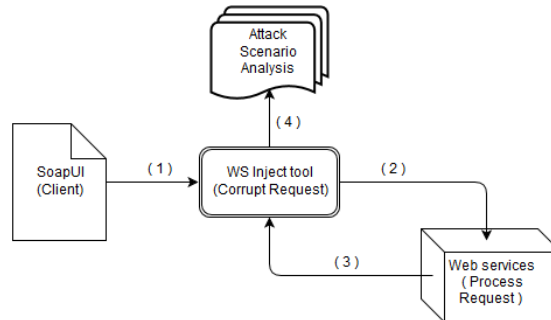 Attack
Scenario
Analysis
( 4 )
SoapUI
(Client)
( 1 )
WS Inject tool
(Corrupt Request)
( 2 )
( 3 )
Web services
( Process
Request )